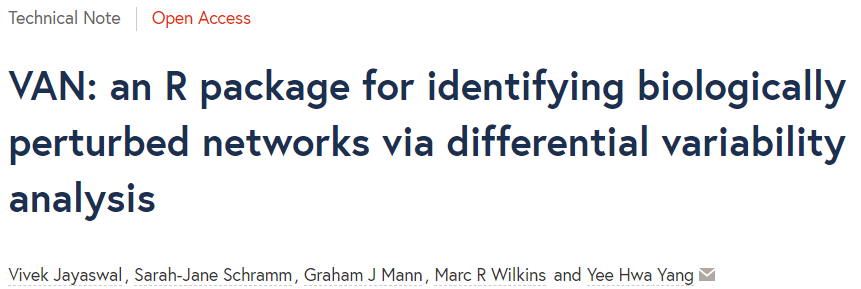 Technical Note | Open Access
VAN: an R package for identifying biologically
perturbed networks via differential variability
analysis
Vivek Jayaswal, Sarah-Jane Schramm, Graham J Mann, Marc R Wilkins and Yee Hwa Yang